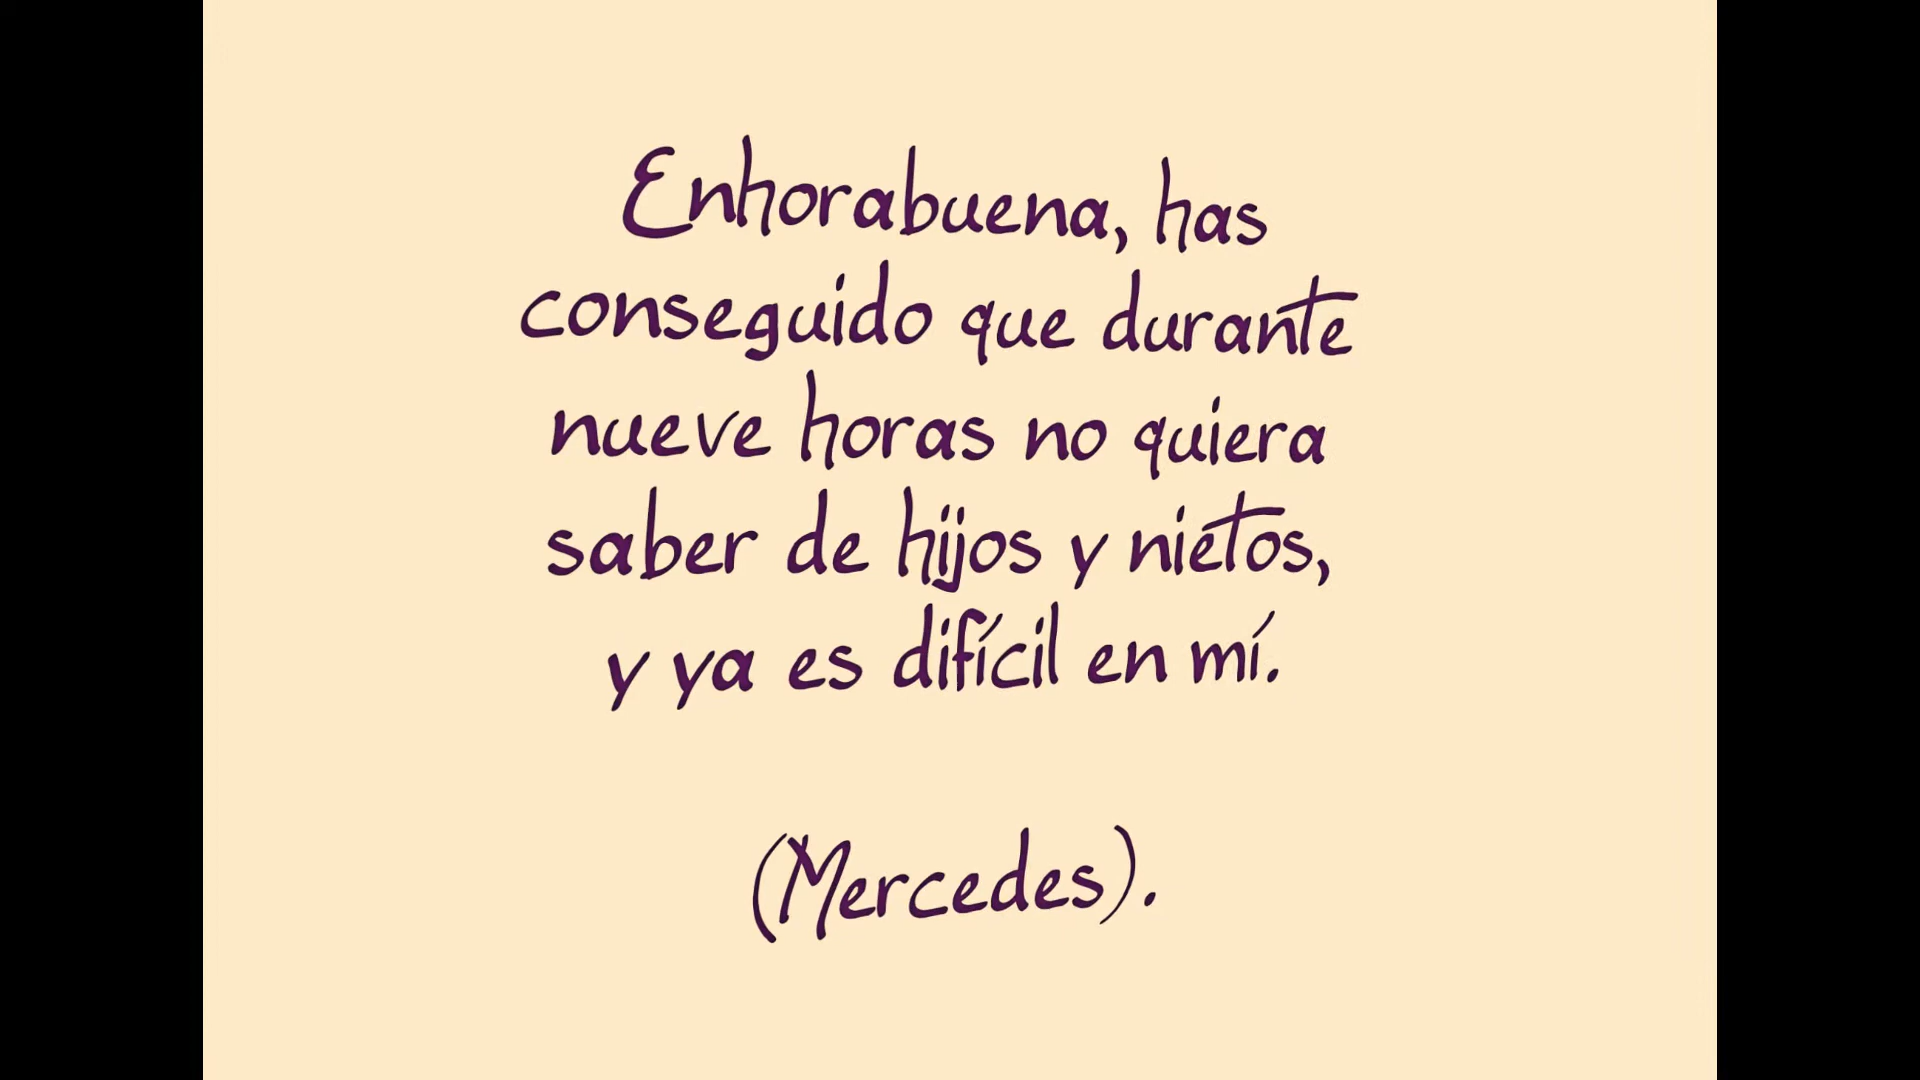 Enhorabuena, has
conseguido que durante
nueve horas no quiera
saber de hijos y nietos,
y ya es difícil en mí.
(Mercedes).